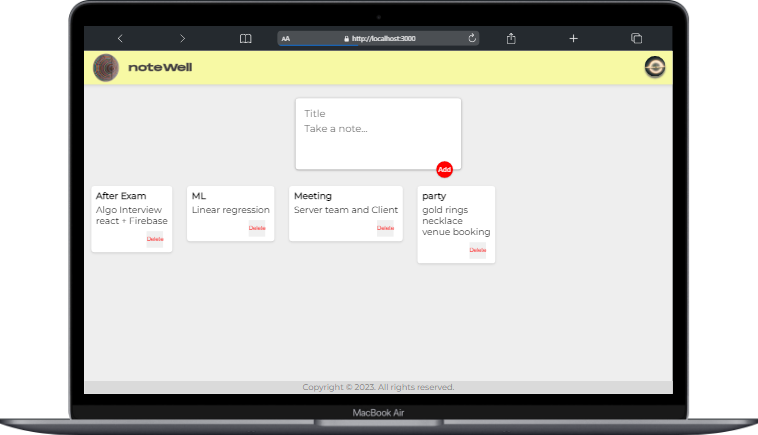 AA http://localhost:3000
noteWell
Title
Take a note...
Add
After Exam
Algo Interview
react + Firebase
Delete
ML
Linear regression
Delete
Meeting
Server team and Client
Delete
party
gold rings
necklace
venue booking
Delete
Copyright © 2023. All rights reserved.
MacBook Air